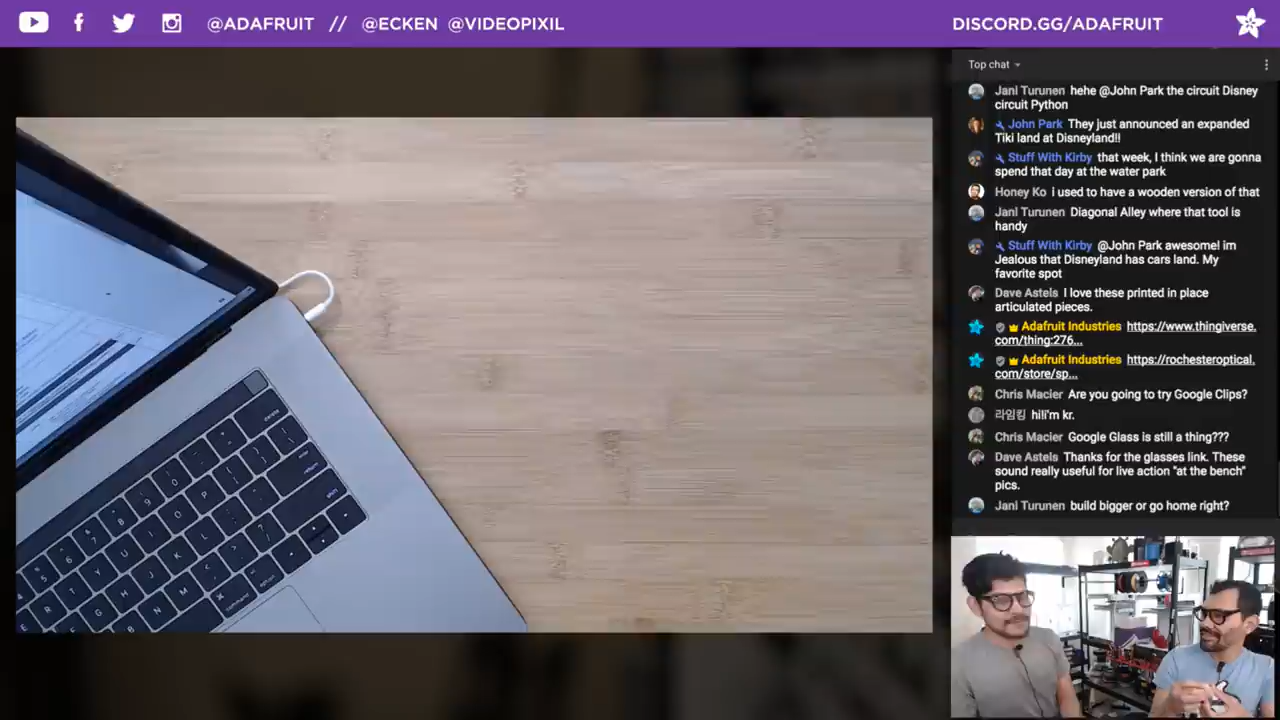 @ADAFRUIT // @ECKEN @VIDEOPIXIL
DISCORD.GG/ADAFRUIT
Top chat
Jani Turunen hehe @John Park the circuit Disney
circuit Python
John Park They just announced an expanded
Tiki land at Disneyland!!
Stuff With Kirby that week, I think we are gonna
spend that day at the water park
Honey Ko i used to have a wooden version of that
Jani Turunen Diagonal Alley where that tool is
handy
Stuff With Kirby @John Park awesome! im
Jealous that Disneyland has cars land. My
favorite spot
Dave Astels I love these printed in place
articulated pieces.
Adafruit Industries https://www.thingiverse.
com/thing:276...
Adafruit Industries https://rochesteroptical.
com/store/sp...
Chris Macier Are you going to try Google Clips?
라임킹 hili'm kr.
Chris Macier Google Glass is still a thing???
Dave Astels Thanks for the glasses link. These
sound really useful for live action "at the bench"
pics.
Jani Turunen build bigger or go home right?
delete
return
shift
option
command